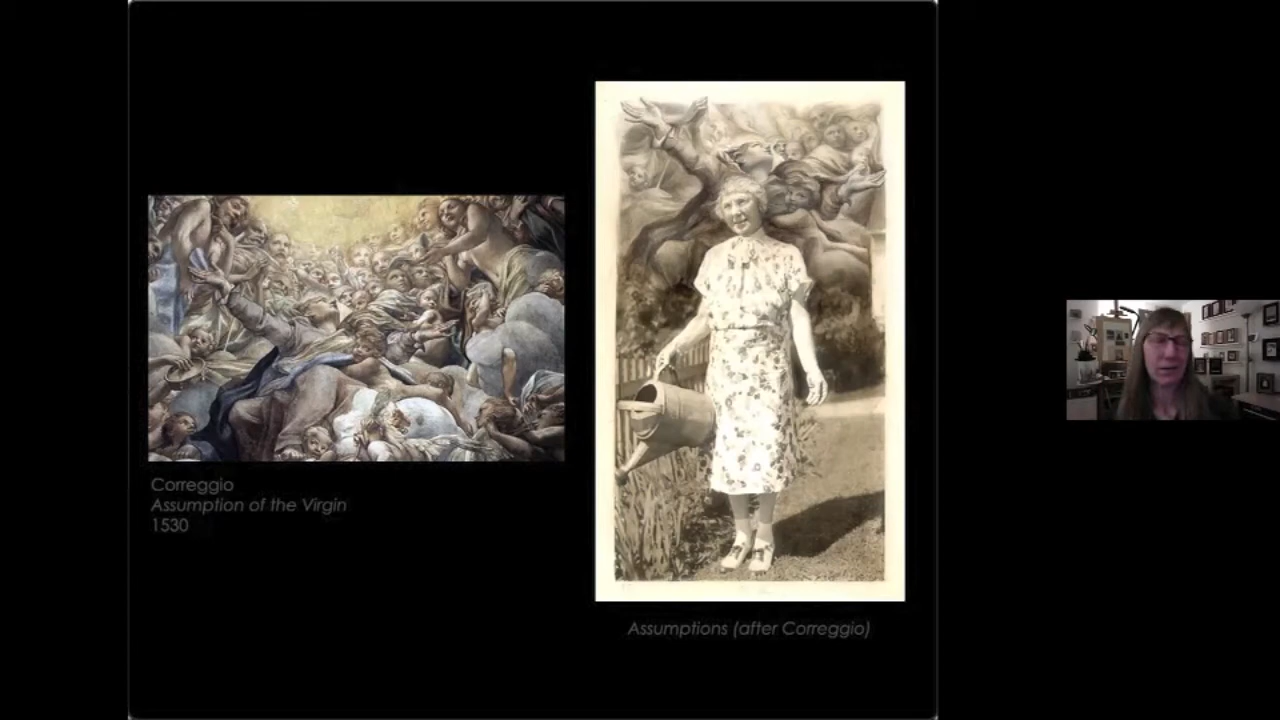 Correggio
Assumption of the Virgin
1530
Assumptions (after Correggio)